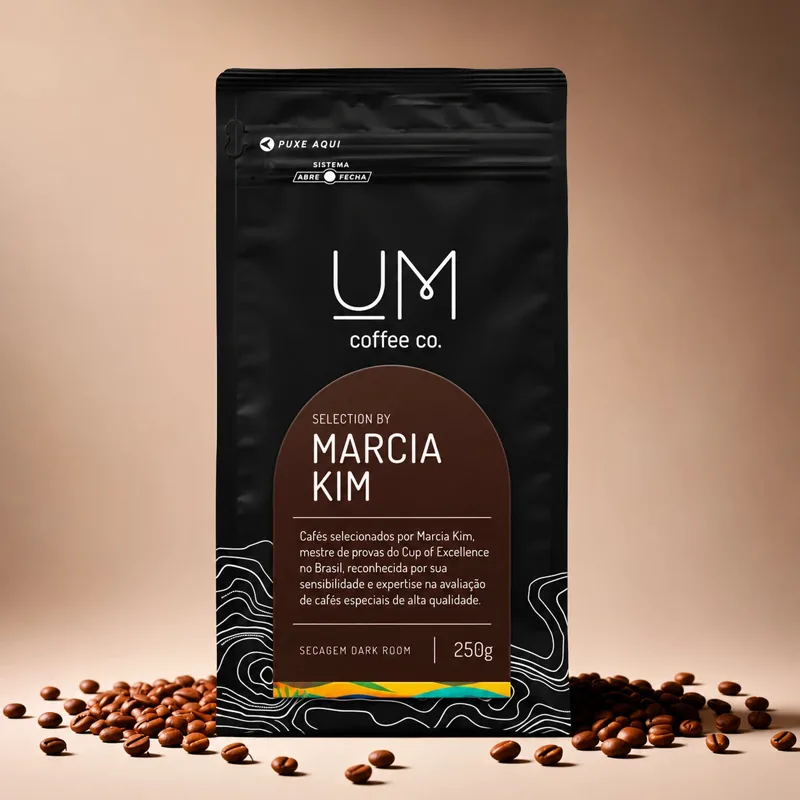 PUXE AQUI
SISTEMA
ABRE FECHA
UM
coffee co.
SELECTION BY
MARCIA
KIM
Cafés selecionados por Marcia Kim,
mestre de provas do Cup of Excellence
no Brasil, reconhecida por sua
sensibilidade e expertise na avaliação
de cafés especiais de alta qualidade.
SECAGEM DARK ROOM 250g